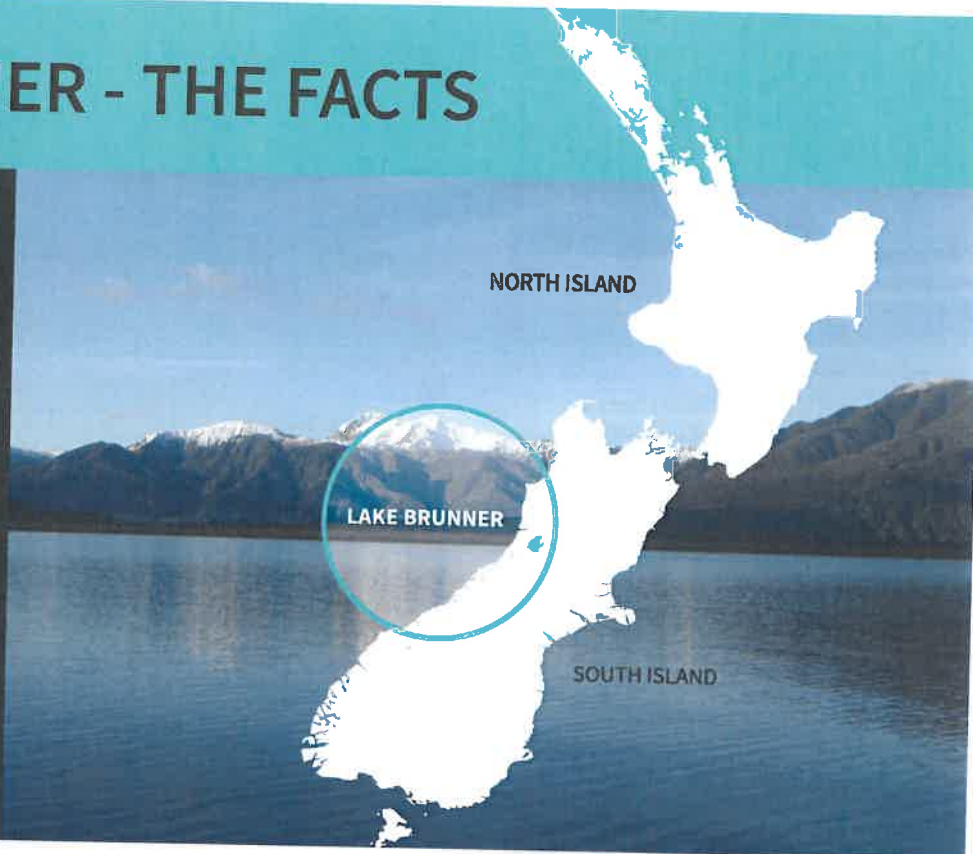 ER - THE FACTS
NORTH ISLAND
LAKE BRUNNER
SOUTH ISLAND